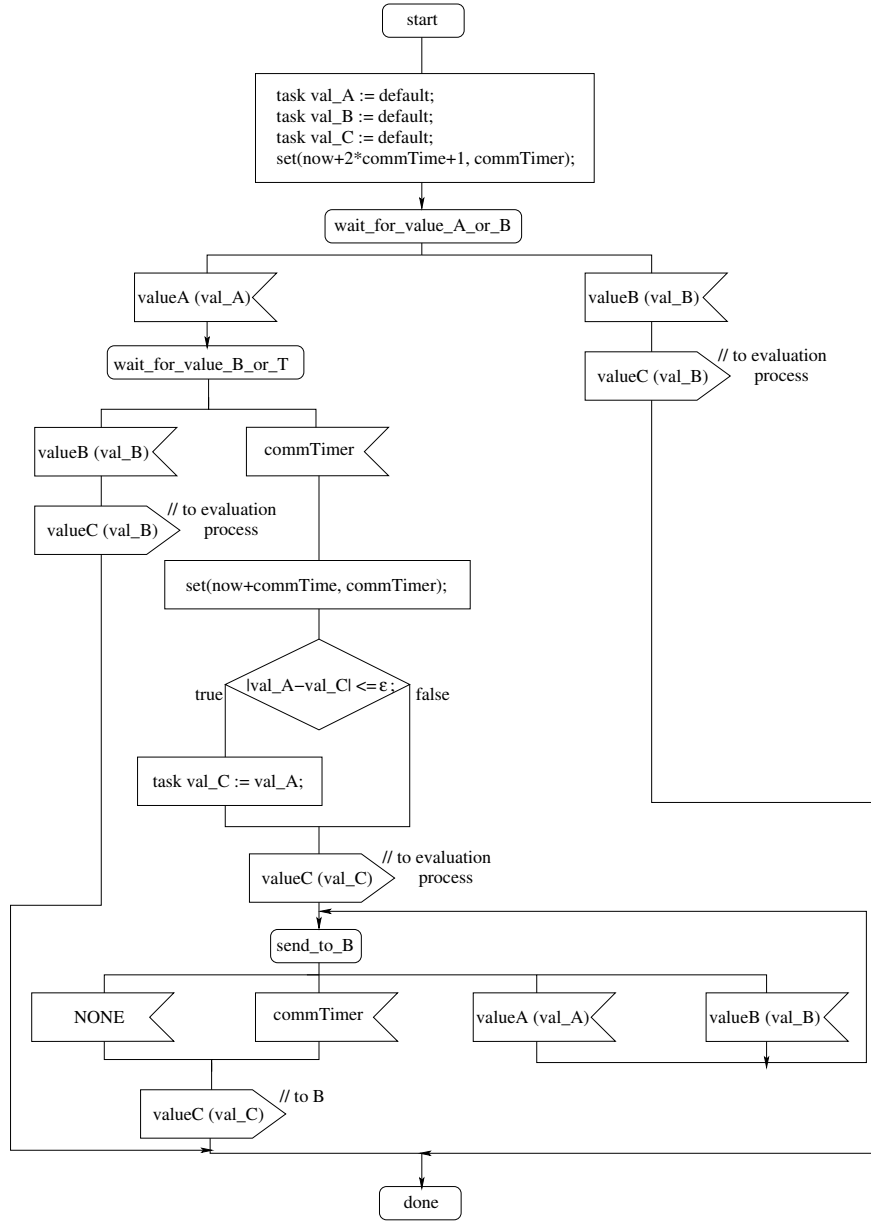 start
task val_A := default;
task val_B := default;
task val_C := default;
set(now+2*commTime+1, commTimer);
wait_for_value_A_or_B
valueA (val_A)
valueB (val_B)
wait_for_value_B_or_T
valueC (val_B)
// to evaluation
process
valueB (val_B)
commTimer
valueC (val_B)
// to evaluation
process
set(now+commTime, commTimer);
|val_A−val_C| <=ε;
true
false
task val_C := val_A;
valueC (val_C)
// to evaluation
process
send_to_B
NONE
commTimer
valueA (val_A)
valueB (val_B)
valueC (val_C)
// to B
done